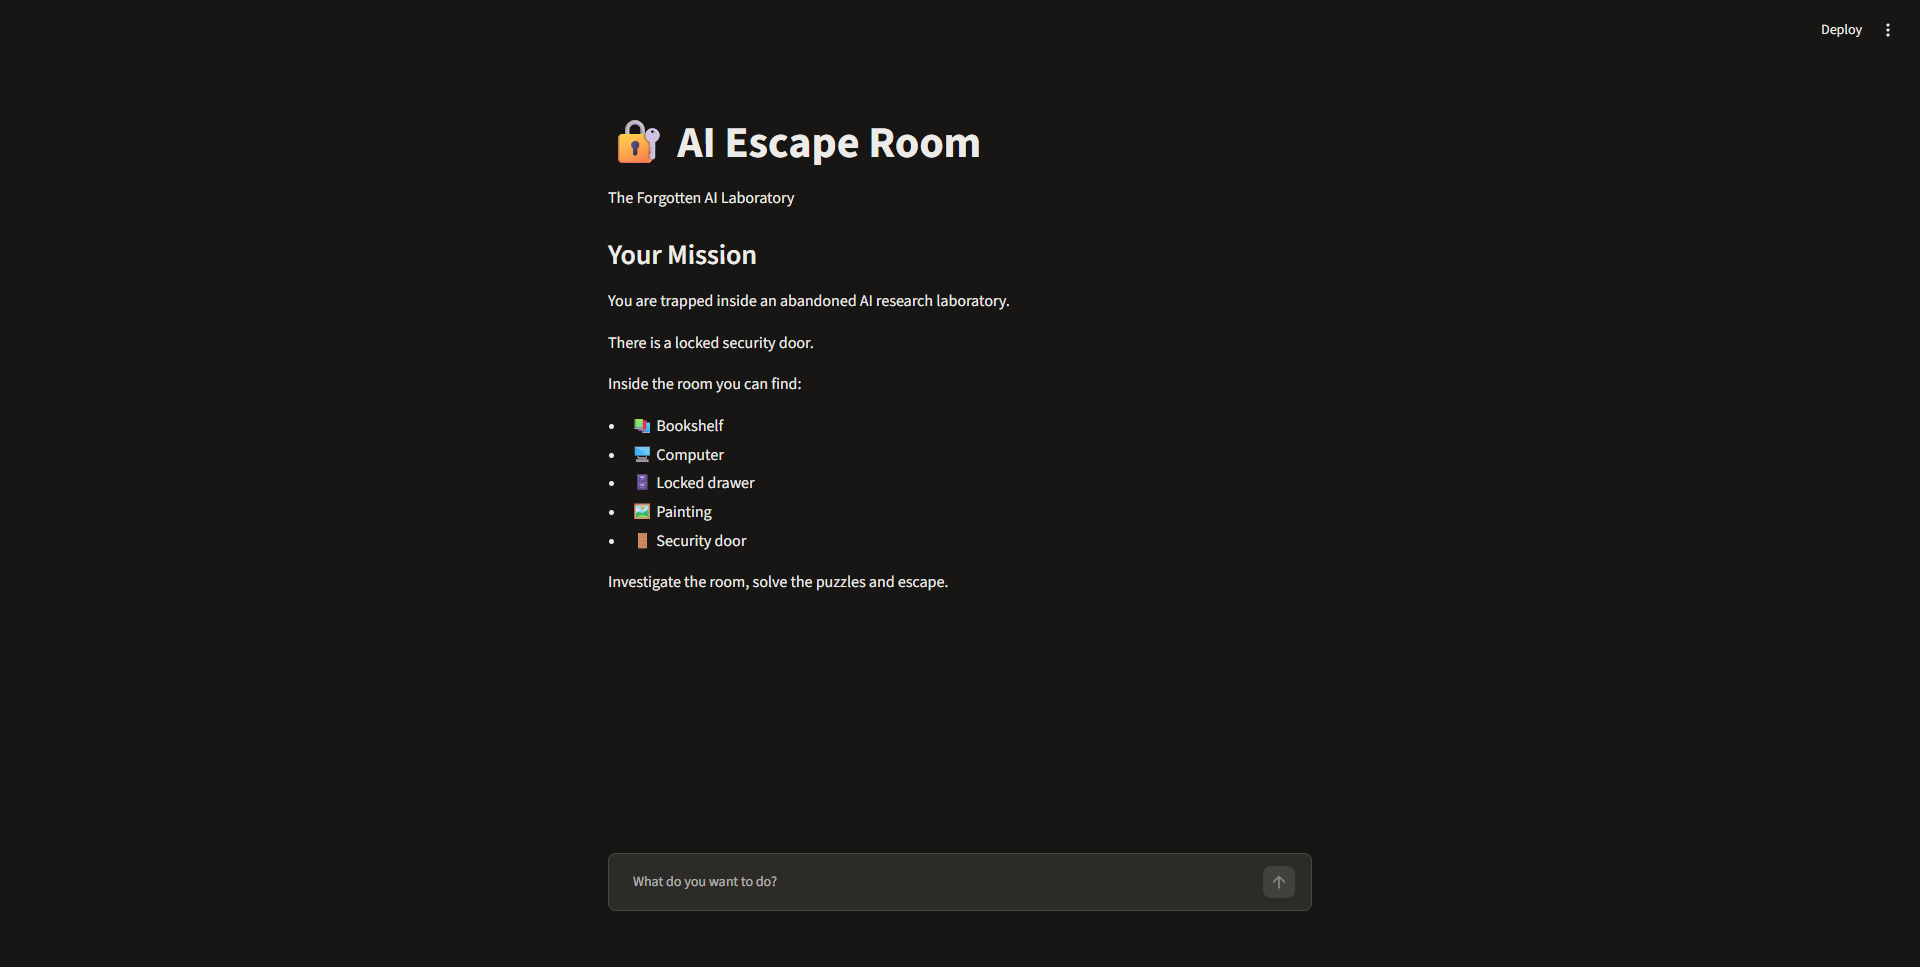 Deploy
AI Escape Room
The Forgotten AI Laboratory
Your Mission
You are trapped inside an abandoned AI research laboratory.
There is a locked security door.
Inside the room you can find:
Bookshelf
Computer
Locked drawer
Painting
Security door
Investigate the room, solve the puzzles and escape.
What do you want to do?